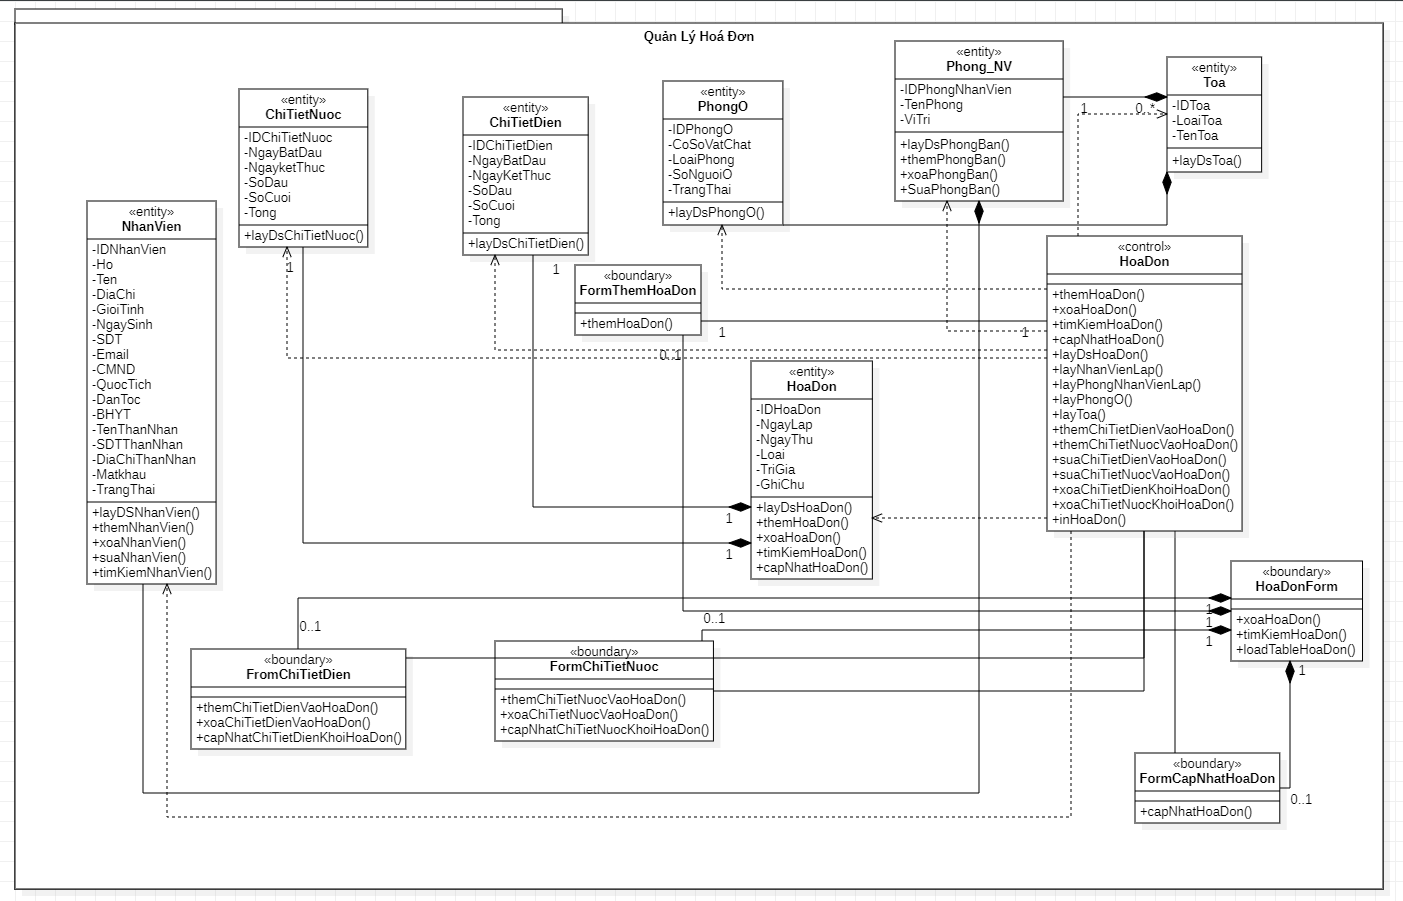 Quản Lý Hoá Đơn
«entity»
NhanVien
-IDNhanVien
-Ho
-Ten
-DiaChi
-GioiTinh
-NgaySinh
-SDT
-Email
-CMND
-QuocTich
-DanToc
-BHYT
-TenThanNhan
-SDTThanNhan
-DiaChiThanNhan
-Matkhau
-TrangThai
+layDSNhanVien()
+themNhanVien()
+xoaNhanVien()
+suaNhanVien()
+timKiemNhanVien()
«entity»
ChiTietNuoc
-IDChiTietNuoc
-NgayBatDau
-NgayketThuc
-SoDau
-SoCuoi
-Tong
+layDsChiTietNuoc()
1
«entity»
ChiTietDien
-IDChiTietDien
-NgayBatDau
-NgayKetThuc
-SoDau
-SoCuoi
-Tong
+layDsChiTietDien()
1
«entity»
PhongO
-IDPhongO
-CoSoVatChat
-LoaiPhong
-SoNguoiO
-TrangThai
+layDsPhongO()
«entity»
Phong_NV
-IDPhongNhanVien
-TenPhong
-ViTri
+layDsPhongBan()
+themPhongBan()
+xoaPhongBan()
+SuaPhongBan()
1
0..*
«entity»
Toa
-IDToa
-LoaiToa
-TenToa
+layDsToa()
«boundary»
FormThemHoaDon
+themHoaDon()
1
1
0..1
«control»
HoaDon
+themHoaDon()
+xoaHoaDon()
+timKiemHoaDon()
+capNhatHoaDon()
+layDsHoaDon()
+layNhanVienLap()
+layPhongNhanVienLap()
+layPhongO()
+layToa()
+themChiTietDienVaoHoaDon()
+themChiTietNuocVaoHoaDon()
+suaChiTietDienVaoHoaDon()
+suaChiTietNuocVaoHoaDon()
+xoaChiTietDienKhoiHoaDon()
+xoaChiTietNuocKhoiHoaDon()
+inHoaDon()
«entity»
HoaDon
-IDHoaDon
-NgayLap
-NgayThu
-Loai
-TriGia
-GhiChu
+layDsHoaDon()
+themHoaDon()
+xoaHoaDon()
+timKiemHoaDon()
+capNhatHoaDon()
1
1
«boundary»
HoaDonForm
+xoaHoaDon()
+timKiemHoaDon()
+loadTableHoaDon()
1
1
1
1
0..1
0..1
«boundary»
FromChiTietDien
+themChiTietDienVaoHoaDon()
+xoaChiTietDienVaoHoaDon()
+capNhatChiTietDienKhoiHoaDon()
«boundary»
FormChiTietNuoc
+themChiTietNuocVaoHoaDon()
+xoaChiTietNuocVaoHoaDon()
+capNhatChiTietNuocKhoiHoaDon()
«boundary»
FormCapNhatHoaDon
+capNhatHoaDon()
0..1